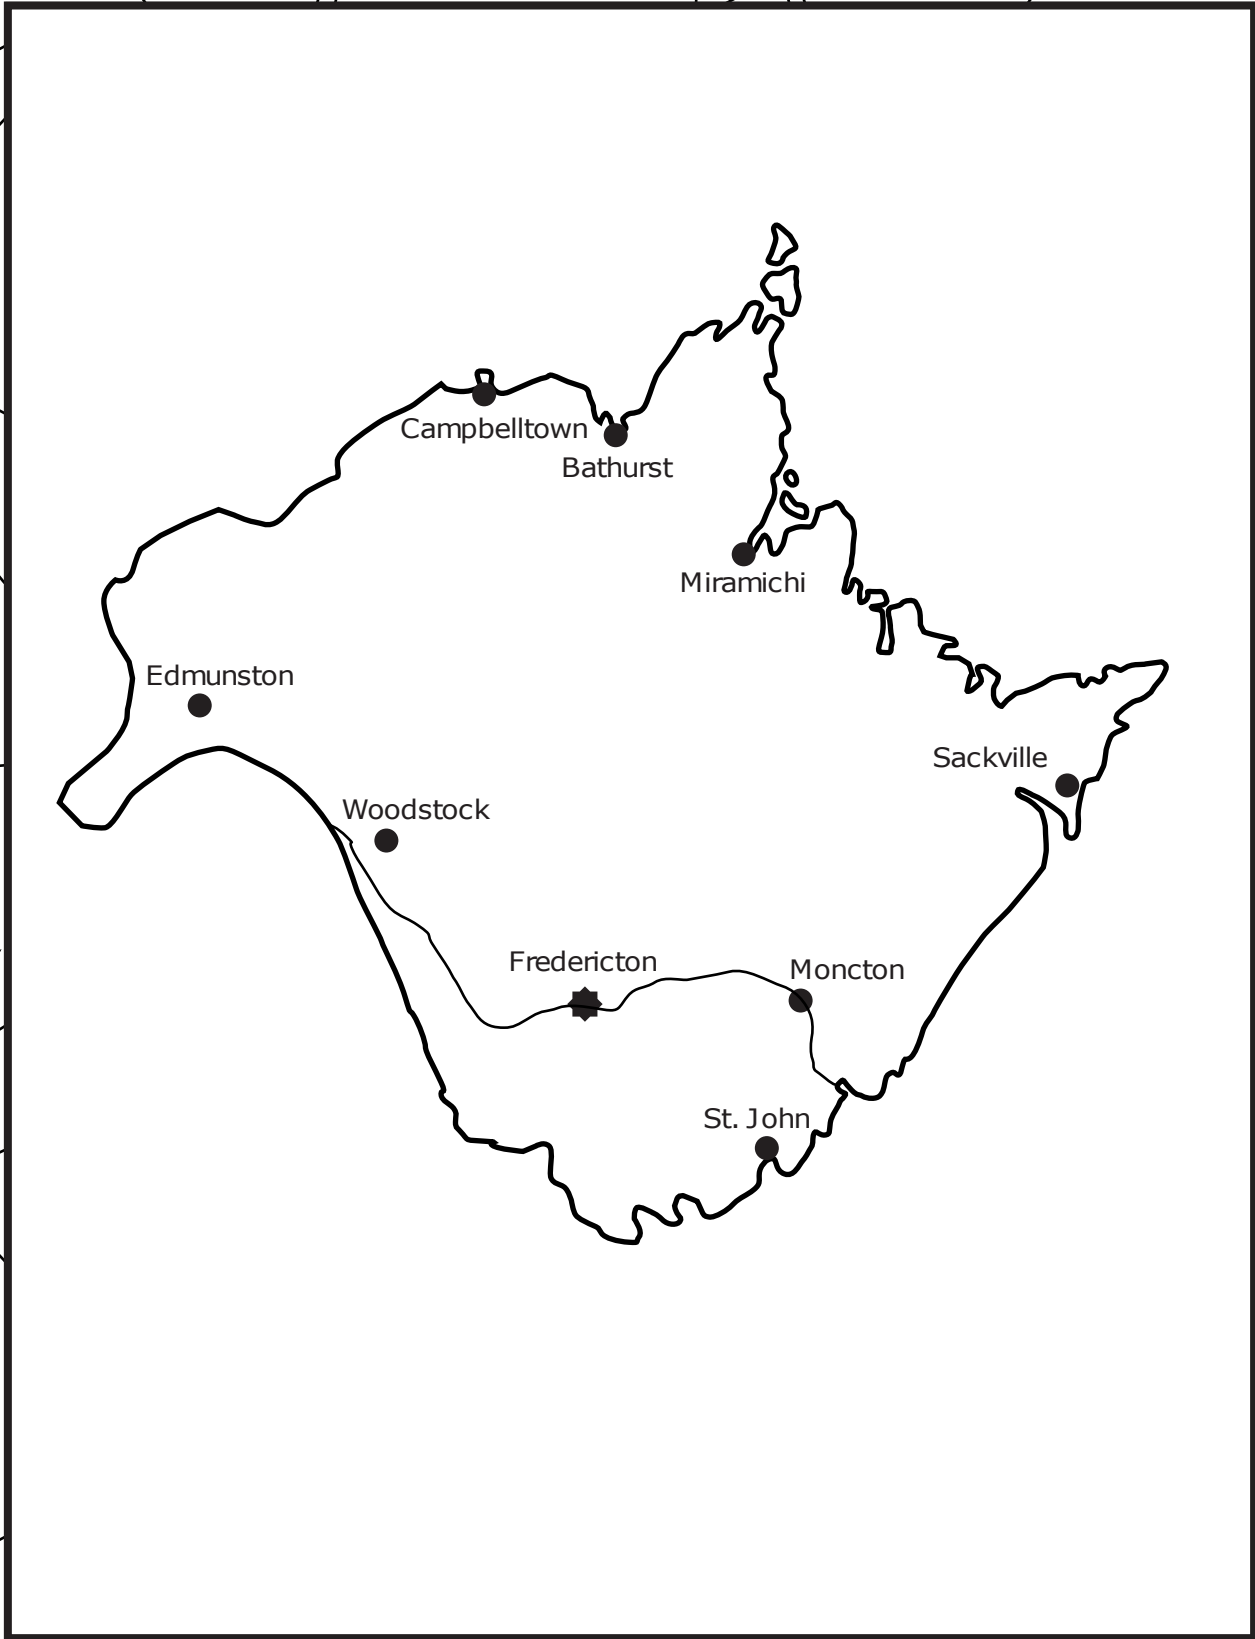 Campbelltown
Bathurst
Miramichi
Edmunston
Sackville
Woodstock
Fredericton
Moncton
St. John